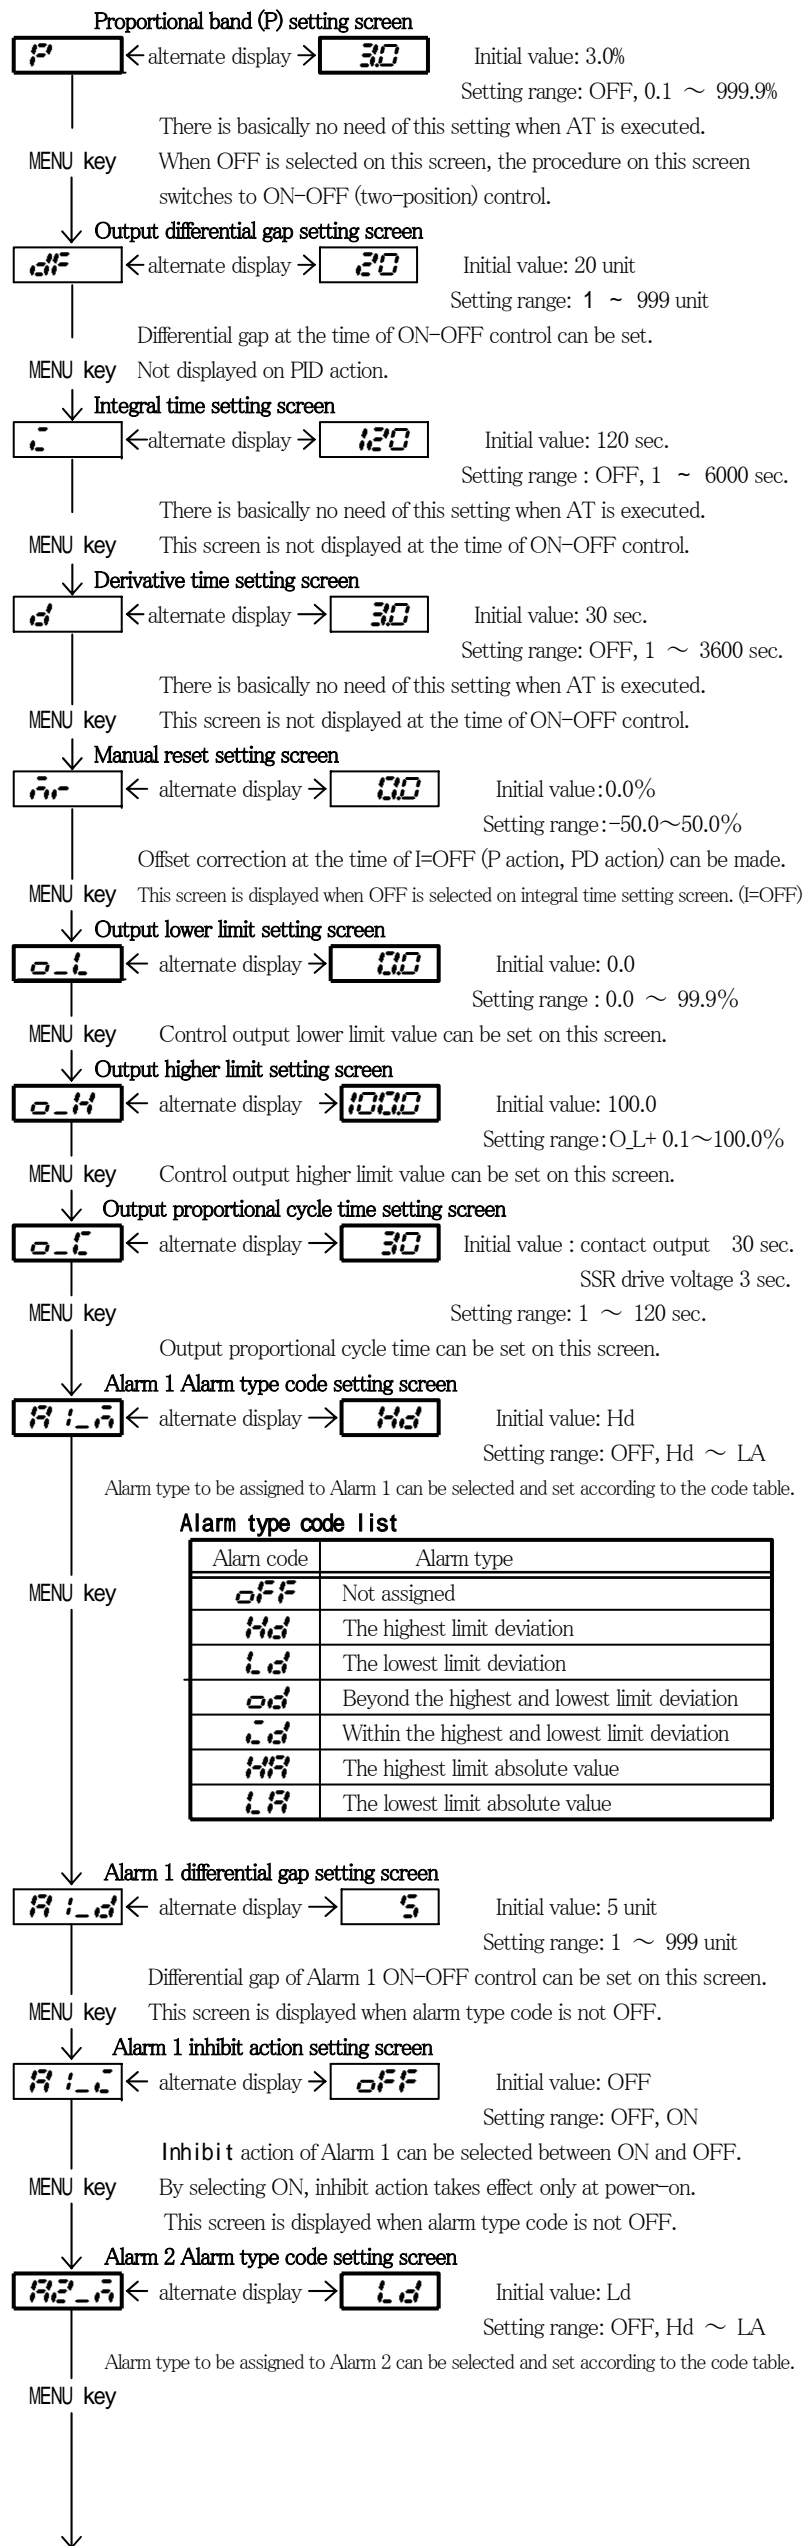 Proportional band (P) setting screen
P ← alternate display → 3.0 Initial value: 3.0%
Setting range: OFF, 0.1 ～ 999.9%
There is basically no need of this setting when AT is executed.
MENU key When OFF is selected on this screen, the procedure on this screen
switches to ON-OFF (two-position) control.
Output differential gap setting screen
dF ← alternate display → 20 Initial value: 20 unit
Setting range: 1 ~ 999 unit
Differential gap at the time of ON-OFF control can be set.
MENU key Not displayed on PID action.
Integral time setting screen
i ← alternate display → 120 Initial value: 120 sec.
Setting range : OFF, 1 ~ 6000 sec.
There is basically no need of this setting when AT is executed.
MENU key This screen is not displayed at the time of ON-OFF control.
Derivative time setting screen
d ← alternate display → 3.0 Initial value: 30 sec.
Setting range: OFF, 1 ～ 3600 sec.
There is basically no need of this setting when AT is executed.
MENU key This screen is not displayed at the time of ON-OFF control.
Manual reset setting screen
mr ← alternate display → 0.0 Initial value:0.0%
Setting range:-50.0～50.0%
Offset correction at the time of I=OFF (P action, PD action) can be made.
MENU key This screen is displayed when OFF is selected on integral time setting screen. (I=OFF)
Output lower limit setting screen
o_L ← alternate display → 0.0 Initial value: 0.0
Setting range : 0.0 ～ 99.9%
MENU key Control output lower limit value can be set on this screen.
Output higher limit setting screen
o_H ← alternate display → 100.0 Initial value: 100.0
Setting range:O_L+ 0.1～100.0%
MENU key Control output higher limit value can be set on this screen.
Output proportional cycle time setting screen
o_C ← alternate display → 30 Initial value : contact output 30 sec.
SSR drive voltage 3 sec.
MENU key Setting range: 1 ～ 120 sec.
Output proportional cycle time can be set on this screen.
Alarm 1 Alarm type code setting screen
A1_m ← alternate display → Hd Initial value: Hd
Setting range: OFF, Hd ～ LA
Alarm type to be assigned to Alarm 1 can be selected and set according to the code table.
Alarm type code list
Alarn code Alarm type
MENU key oFF Not assigned
Hd The highest limit deviation
Ld The lowest limit deviation
od Beyond the highest and lowest limit deviation
id Within the highest and lowest limit deviation
HA The highest limit absolute value
LA The lowest limit absolute value
Alarm 1 differential gap setting screen
A1_d ← alternate display → 5 Initial value: 5 unit
Setting range: 1 ～ 999 unit
Differential gap of Alarm 1 ON-OFF control can be set on this screen.
MENU key This screen is displayed when alarm type code is not OFF.
Alarm 1 inhibit action setting screen
A1_i ← alternate display → oFF Initial value: OFF
Setting range: OFF, ON
Inhibit action of Alarm 1 can be selected between ON and OFF.
MENU key By selecting ON, inhibit action takes effect only at power-on.
This screen is displayed when alarm type code is not OFF.
Alarm 2 Alarm type code setting screen
A2_m ← alternate display → Ld Initial value: Ld
Setting range: OFF, Hd ～ LA
Alarm type to be assigned to Alarm 2 can be selected and set according to the code table.
MENU key